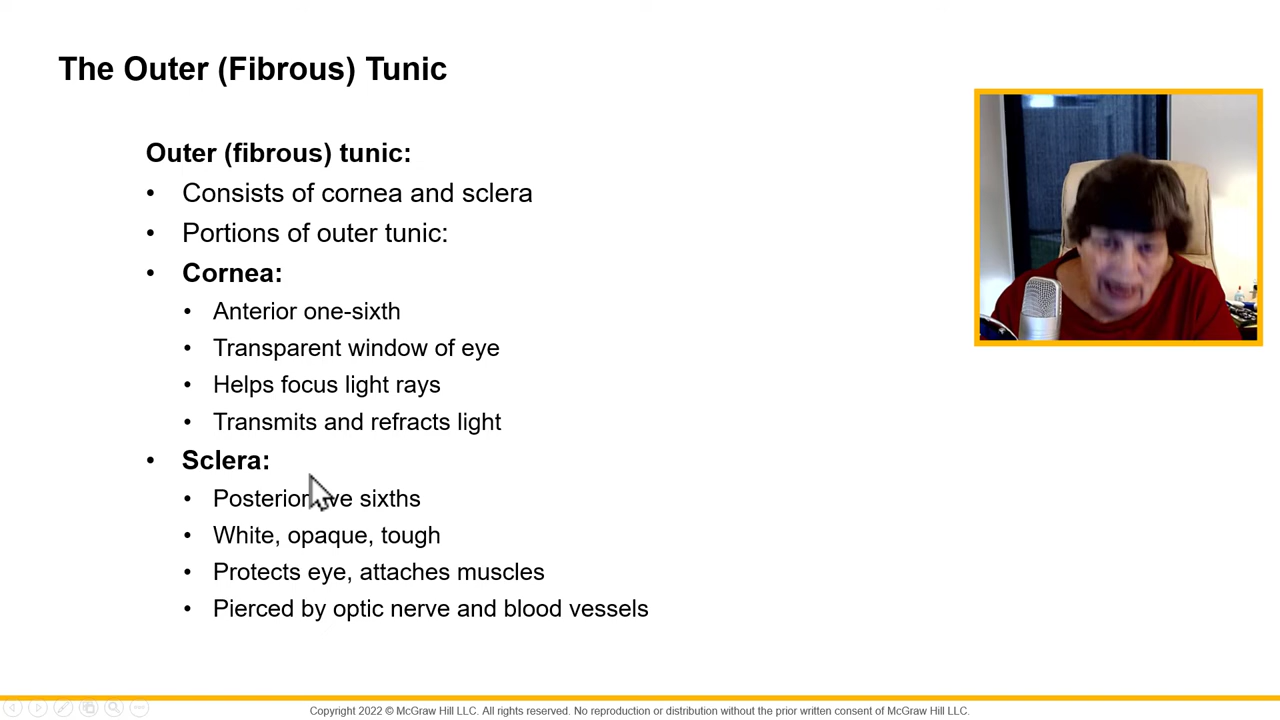 The Outer (Fibrous) Tunic
Outer (fibrous) tunic:
• Consists of cornea and sclera
• Portions of outer tunic:
• Cornea:
• Anterior one-sixth
• Transparent window of eye
• Helps focus light rays
• Transmits and refracts light
• Sclera:
• Posterior sixths
• White, opaque, tough
• Protects eye, attaches muscles
• Pierced by optic nerve and blood vessels
Copyright 2022 © McGraw Hill LLC. All rights reserved. No reproduction or distribution without the prior written consent of McGraw Hill LLC.